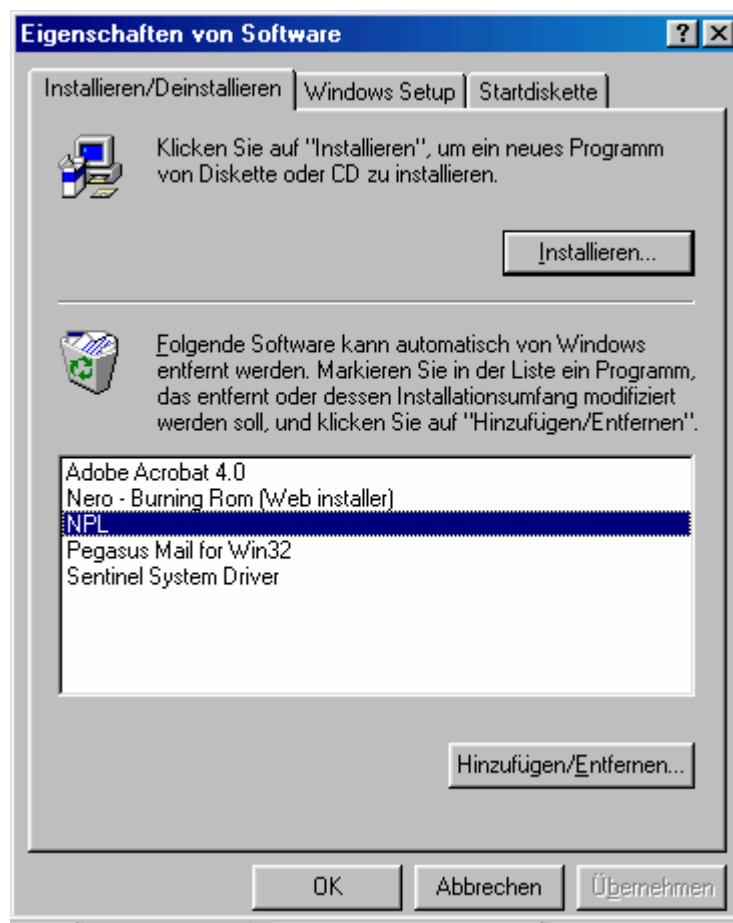 Eigenschaften von Software
Installieren/Deinstallieren
Windows Setup
Startdiskette
Klicken Sie auf "Installieren", um ein neues Programm
von Diskette oder CD zu installieren.
Installieren...
Folgende Software kann automatisch von Windows
entfernt werden. Markieren Sie in der Liste ein Programm,
das entfernt oder dessen Installationsumfang modifiziert
werden soll, und klicken Sie auf "Hinzufügen/Entfernen".
Adobe Acrobat 4.0
Nero - Burning Rom (Web installer)
NPL
Pegasus Mail for Win32
Sentinel System Driver
Hinzufügen/Entfernen...
OK
Abbrechen
Übernehmen